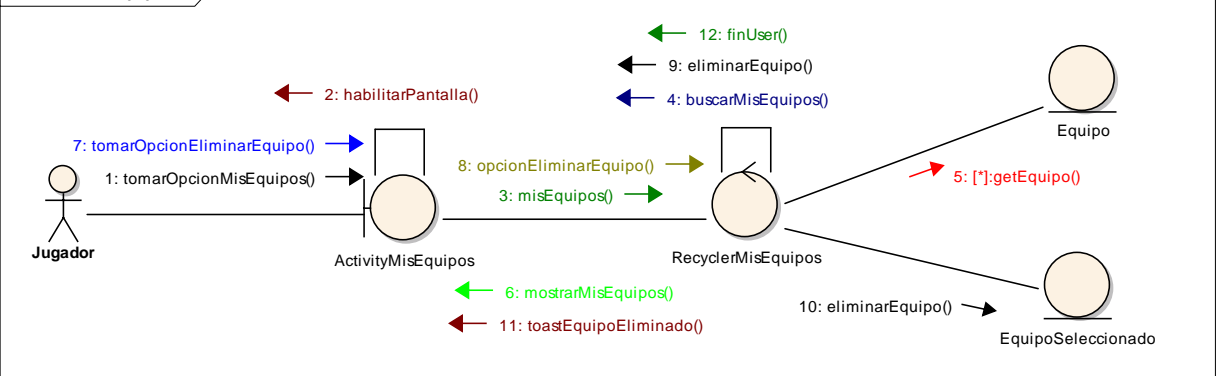 12: finUser()
9: eliminarEquipo()
2: habilitarPantalla()
4: buscarMisEquipos()
Equipo
7: tomarOpcionEliminarEquipo()
8: opcionEliminarEquipo()
1: tomarOpcionMisEquipos()
5: [*]:getEquipo()
3: misEquipos()
Jugador
ActivityMisEquipos
RecyclerMisEquipos
6: mostrarMisEquipos()
10: eliminarEquipo()
11: toastEquipoEliminado()
EquipoSeleccionado